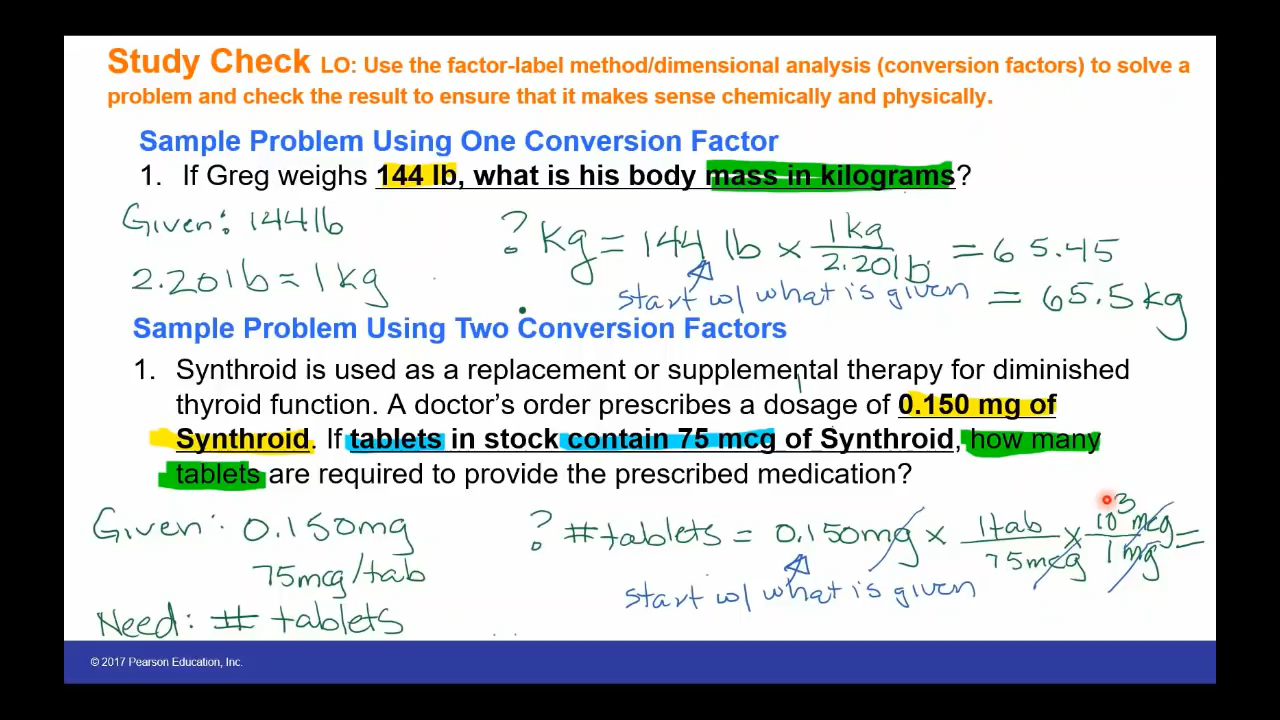 Study Check LO: Use the factor-label method/dimensional analysis (conversion factors) to solve a
problem and check the result to ensure that it makes sense chemically and physically.
Sample Problem Using One Conversion Factor
1. If Greg weighs 144 lb, what is his body mass in kilograms?
Given: 144 lb
2.20 lb = 1 kg
? kg = 144 lb x 1 kg / 2.20 lb = 65.45
start w/ what is given = 65.5 kg
Sample Problem Using Two Conversion Factors
1. Synthroid is used as a replacement or supplemental therapy for diminished
thyroid function. A doctor's order prescribes a dosage of 0.150 mg of
Synthroid. If tablets in stock contain 75 mcg of Synthroid, how many
tablets are required to provide the prescribed medication?
Given: 0.150 mg
75 mcg/tab
Need: # tablets
? # tablets = 0.150 mg x 1 tab / 75 mcg x 10³ mcg / 1 mg =
start w/ what is given
© 2017 Pearson Education, Inc.